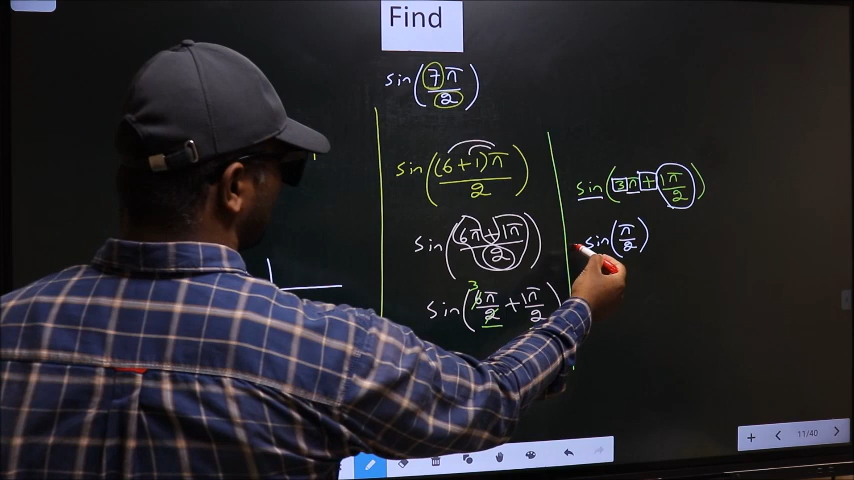 Find
sin(7π/2)
sin((6+1)π/2)
sin((6π+1π)/2)
sin(6π/2 + 1π/2)
3
sin(3π + 1π/2)
sin(π/2)
11/40